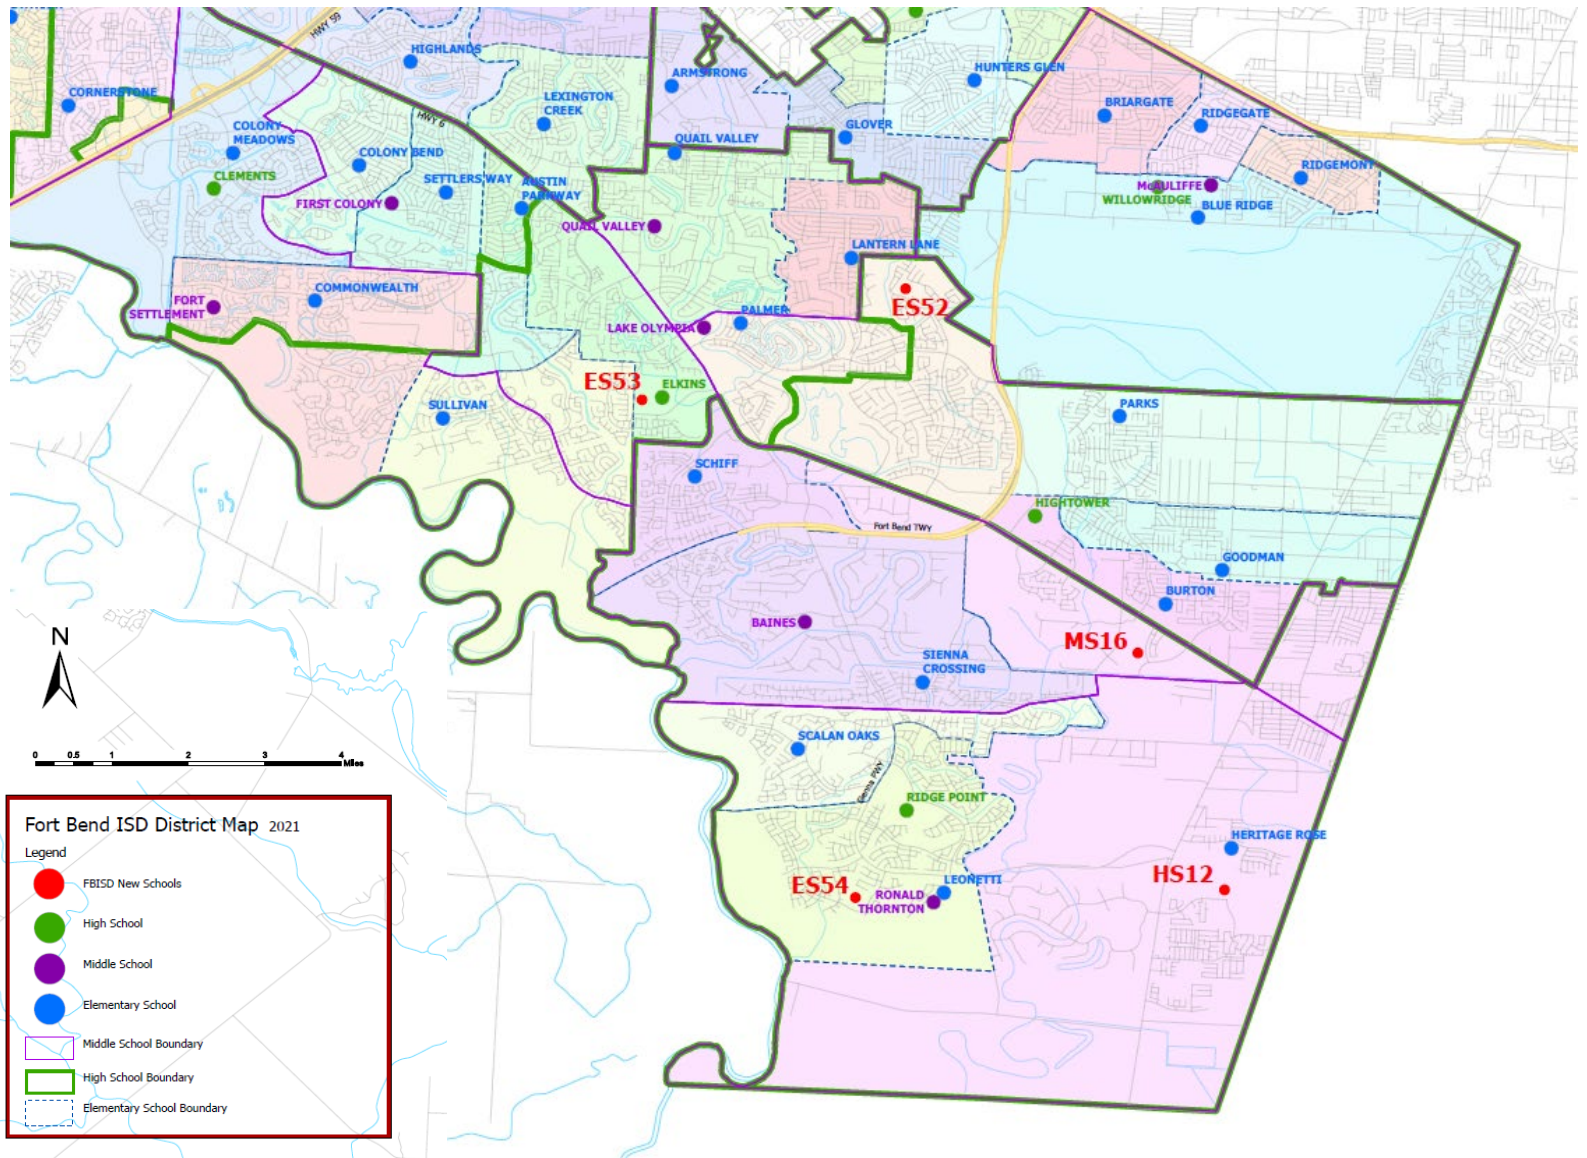 HWY 59
HIGHLANDS
ARMSTRONG
HUNTERS GLEN
CORNERSTONE
LEXINGTON
CREEK
BRIARGATE
RIDGEGATE
HWY 6
COLONY
MEADOWS
QUAIL VALLEY
GLOVER
COLONY BEND
RIDGEMONT
CLEMENTS
SETTLERS WAY
AUSTIN
PARKWAY
McAULIFFE
WILLOWRIDGE
FIRST COLONY
BLUE RIDGE
QUAIL VALLEY
LANTERN LANE
COMMONWEALTH
FORT
SETTLEMENT
ES52
PALMER
LAKE OLYMPIA
ES53
ELKINS
SULLIVAN
PARKS
SCHIFF
HIGHTOWER
Fort Bend TWY
GOODMAN
BURTON
BAINES
MS16
SIENNA
CROSSING
N
SCALAN OAKS
0 0.5 1 2 3 4
Miles
Sienna PWY
RIDGE POINT
HERITAGE ROSE
HS12
ES54
LEONETTI
RONALD
THORNTON
Fort Bend ISD District Map 2021
Legend
FBISD New Schools
High School
Middle School
Elementary School
Middle School Boundary
High School Boundary
Elementary School Boundary